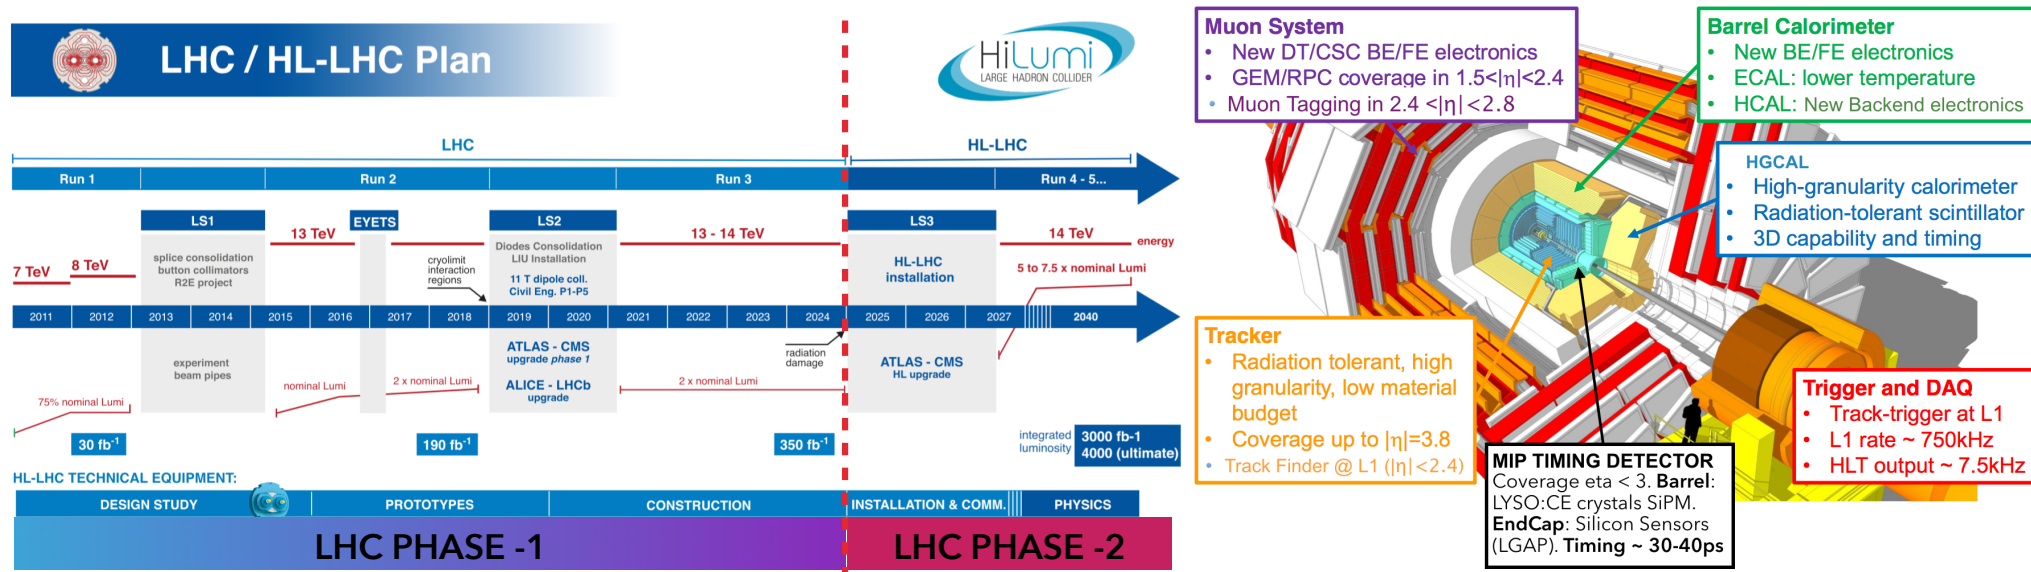 LHC / HL-LHC Plan
HiLumi
LARGE HADRON COLLIDER
LHC
HL-LHC
Run 1
Run 2
Run 3
Run 4 - 5...
LS1
EYETS
LS2
LS3
13 TeV
13 - 14 TeV
14 TeV
energy
7 TeV
8 TeV
splice consolidation
button collimators
R2E project
cryolimit
interaction
regions
Diodes Consolidation
LIU Installation
11 T dipole coll.
Civil Eng. P1-P5
HL-LHC
installation
5 to 7.5 x nominal Lumi
2011 2012 2013 2014 2015 2016 2017 2018 2019 2020 2021 2022 2023 2024 2025 2026 2027 2040
experiment
beam pipes
ATLAS - CMS
upgrade phase 1
ALICE - LHCb
upgrade
radiation
damage
ATLAS - CMS
HL upgrade
75% nominal Lumi
nominal Lumi
2 x nominal Lumi
2 x nominal Lumi
30 fb-1
190 fb-1
350 fb-1
integrated
luminosity
3000 fb-1
4000 (ultimate)
HL-LHC TECHNICAL EQUIPMENT:
DESIGN STUDY
PROTOTYPES
CONSTRUCTION
INSTALLATION & COMM.
PHYSICS
LHC PHASE -1
LHC PHASE -2
Muon System
• New DT/CSC BE/FE electronics
• GEM/RPC coverage in 1.5<|η|<2.4
• Muon Tagging in 2.4 <|η|<2.8
Barrel Calorimeter
• New BE/FE electronics
• ECAL: lower temperature
• HCAL: New Backend electronics
HGCAL
• High-granularity calorimeter
• Radiation-tolerant scintillator
• 3D capability and timing
Tracker
• Radiation tolerant, high
granularity, low material
budget
• Coverage up to |η|=3.8
• Track Finder @ L1 (|η|<2.4)
Trigger and DAQ
• Track-trigger at L1
• L1 rate ~ 750kHz
• HLT output ~ 7.5kHz
MIP TIMING DETECTOR
Coverage eta < 3. Barrel:
LYSO:CE crystals SiPM.
EndCap: Silicon Sensors
(LGAP). Timing ~ 30-40ps